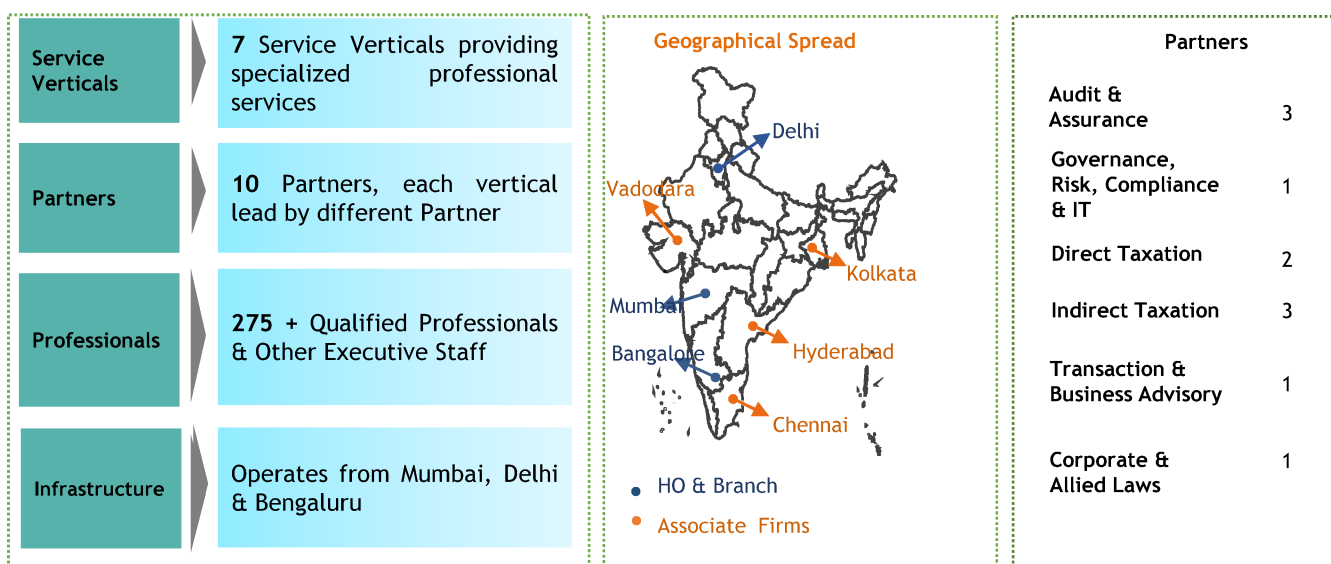 Service
Verticals
7 Service Verticals providing
specialized professional
services
Partners
10 Partners, each vertical
lead by different Partner
Professionals
275 + Qualified Professionals
& Other Executive Staff
Infrastructure
Operates from Mumbai, Delhi
& Bengaluru
Geographical Spread
Delhi
Vadodara
Kolkata
Mumbai
Hyderabad
Bangalore
Chennai
HO & Branch
Associate Firms
Partners
Audit &
Assurance 3
Governance,
Risk, Compliance 1
& IT
Direct Taxation 2
Indirect Taxation 3
Transaction &
Business Advisory 1
Corporate & 1
Allied Laws